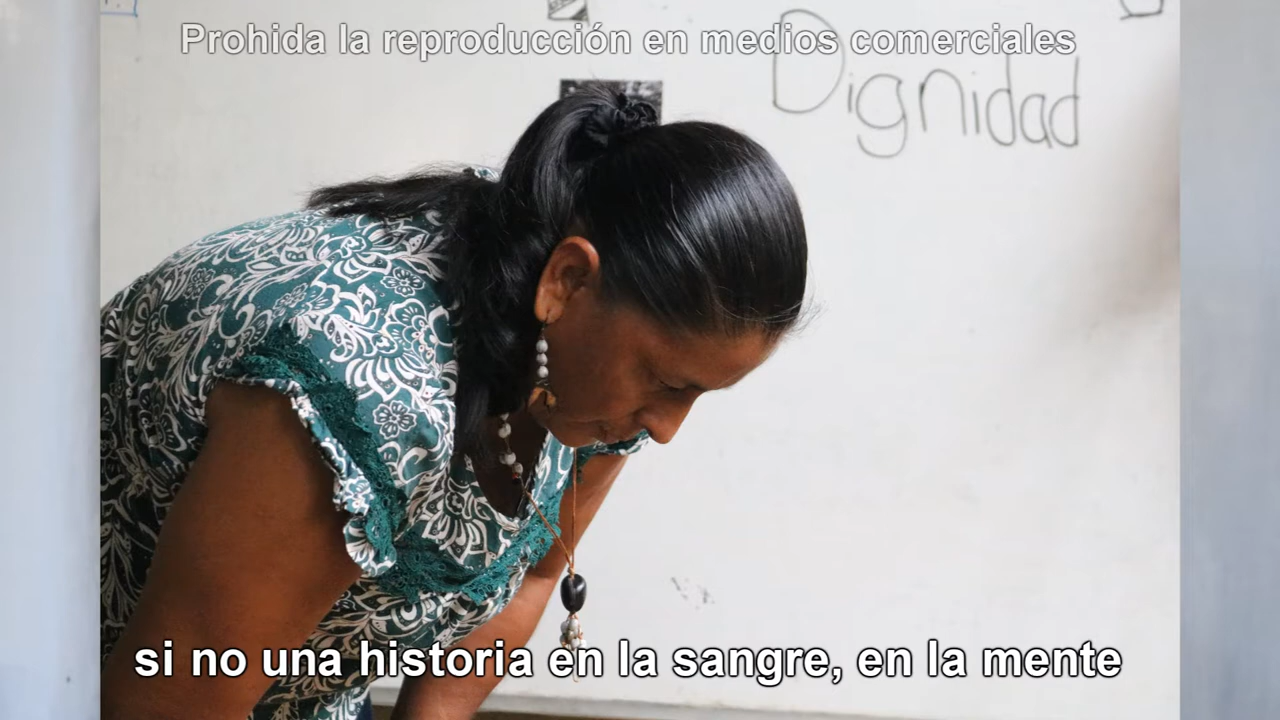 Prohida la reproducción en medios comerciales
Dignidad
si no una historia en la sangre, en la mente